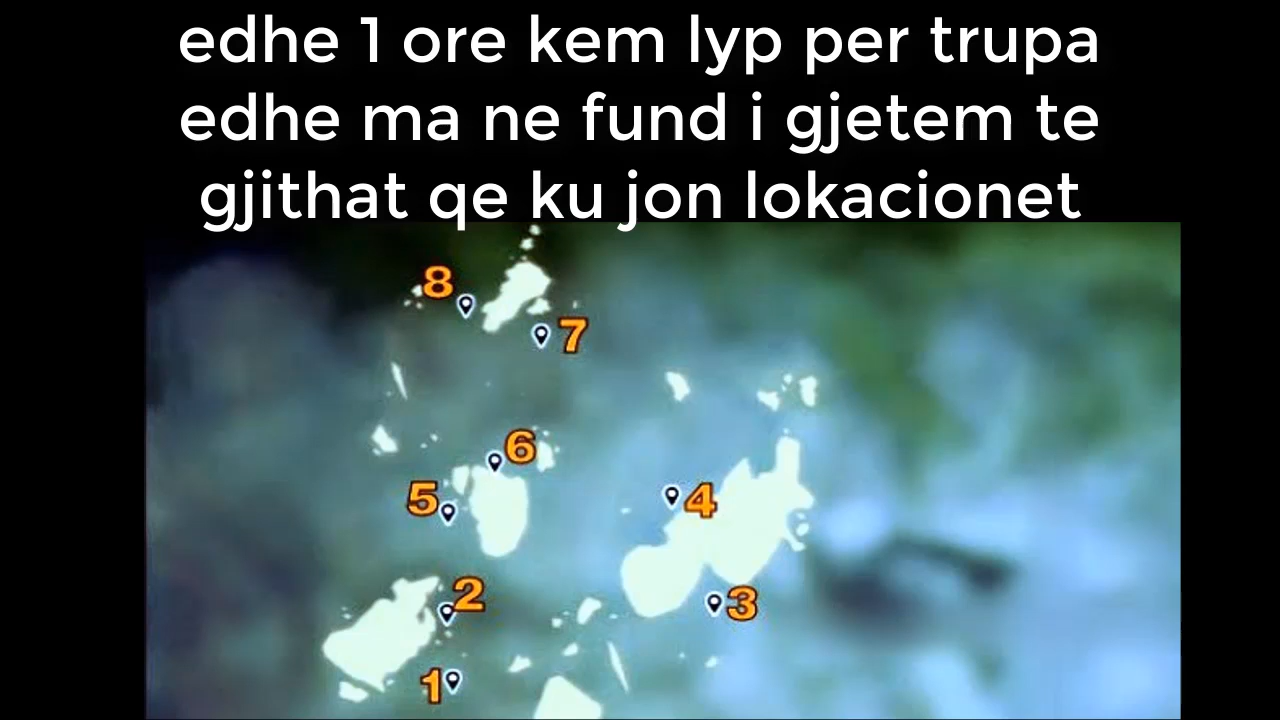 edhe 1 ore kem lyp per trupa
edhe ma ne fund i gjetem te
gjithat qe ku jon lokacionet
8
7
6
5
4
2
3
1